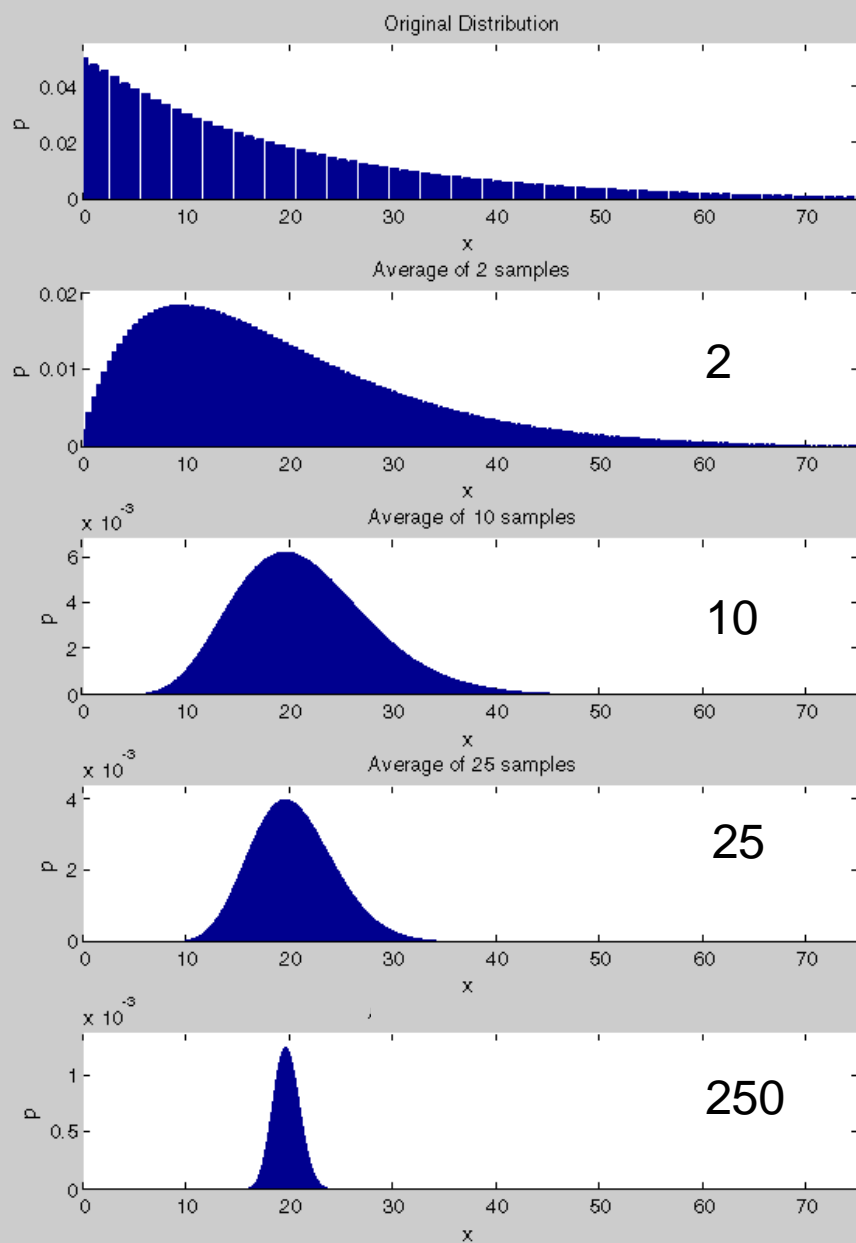 Original Distribution
0.04
0.02
0
p
0 10 20 30 40 50 60 70
x
Average of 2 samples
0.02
0.01
0
p
2
0 10 20 30 40 50 60 70
x
Average of 10 samples
x 10⁻³
6
4
2
0
p
10
0 10 20 30 40 50 60 70
x
Average of 25 samples
x 10⁻³
4
2
0
p
25
0 10 20 30 40 50 60 70
x
x 10⁻³
,
1
0.5
0
p
250
0 10 20 30 40 50 60 70
x